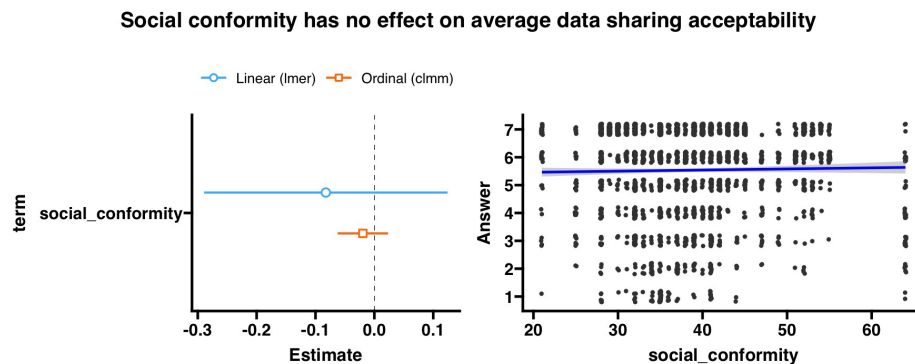 Social conformity has no effect on average data sharing acceptability
Linear (lmer) Ordinal (clmm)
term
social_conformity
-0.3 -0.2 -0.1 0.0 0.1
Estimate
Answer
7
6
5
4
3
2
1
20 30 40 50 60
social_conformity